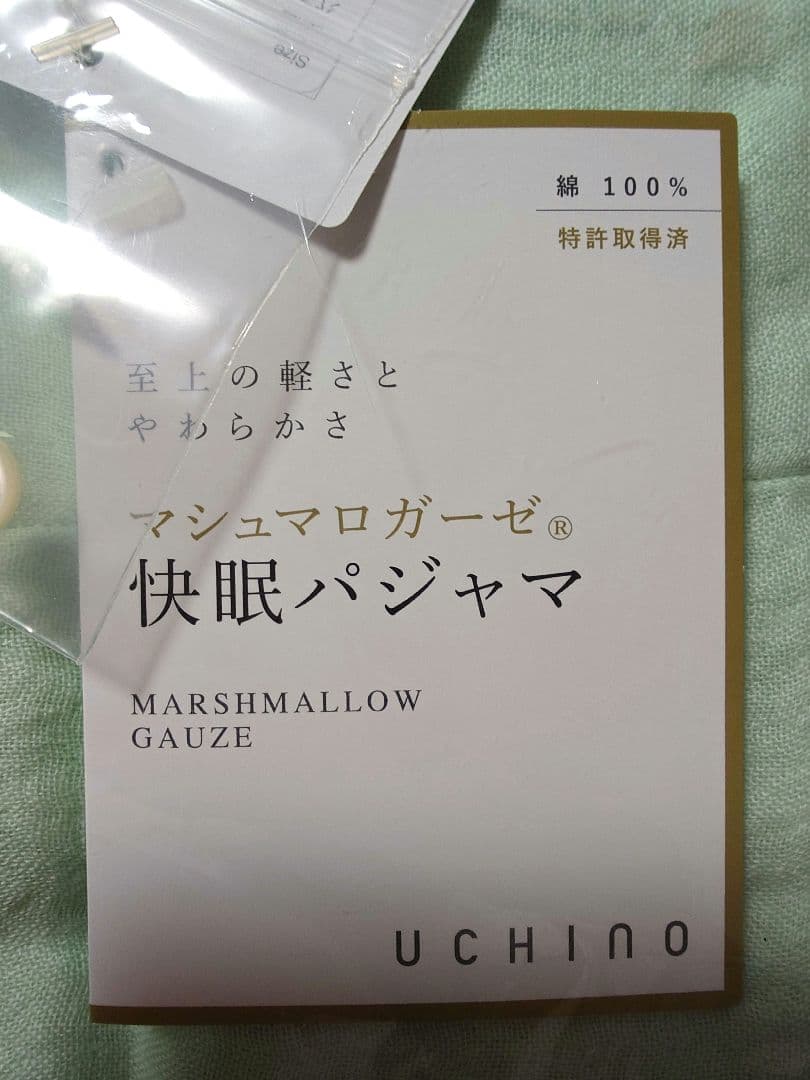 Size
綿 100%
特許取得済
至上の軽さと
やわらかさ
マシュマロガーゼ®
快眠パジャマ
MARSHMALLOW
GAUZE
UCHINO